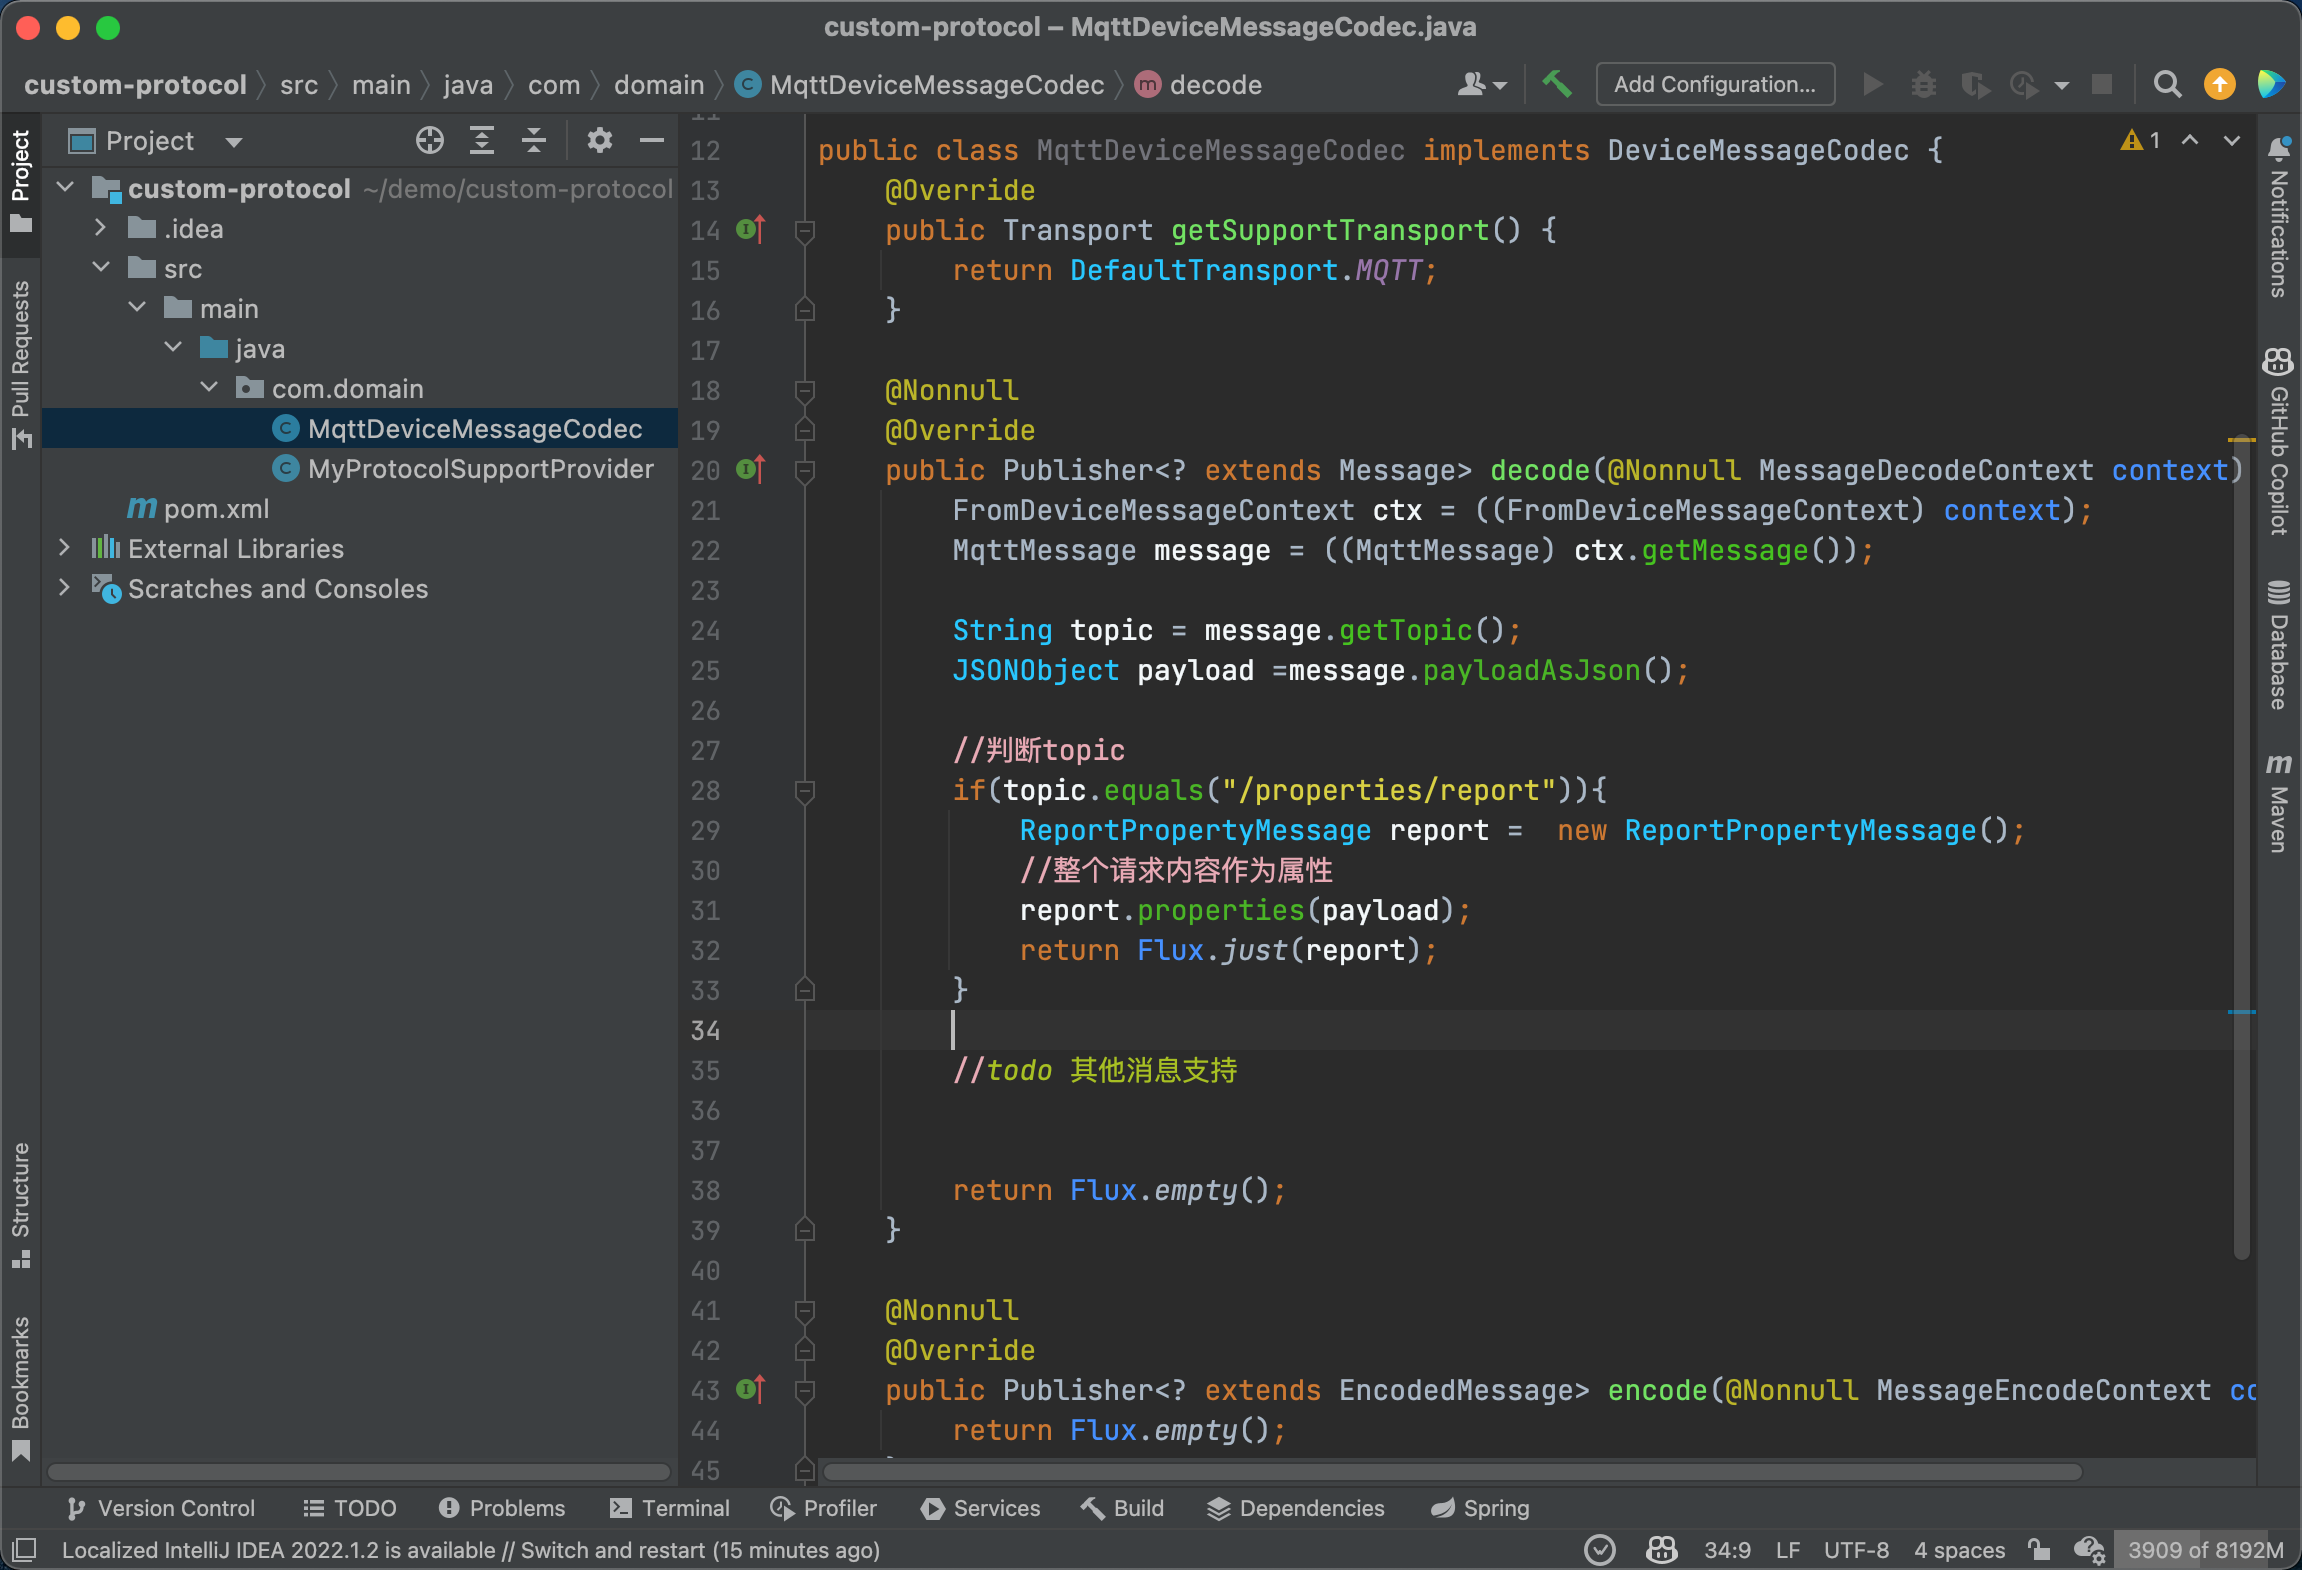 custom-protocol – MqttDeviceMessageCodec.java
custom-protocol src main java com domain MqttDeviceMessageCodec decode
Add Configuration...
Project
Project
Pull Requests
Structure
Bookmarks
custom-protocol ~/demo/custom-protocol
.idea
src
main
java
com.domain
MqttDeviceMessageCodec
MyProtocolSupportProvider
pom.xml
External Libraries
Scratches and Consoles
11
12 public class MqttDeviceMessageCodec implements DeviceMessageCodec {
1
13 @Override
14 public Transport getSupportTransport() {
15 return DefaultTransport.MQTT;
16 }
17
18 @Nonnull
19 @Override
20 public Publisher<? extends Message> decode(@Nonnull MessageDecodeContext context)
21 FromDeviceMessageContext ctx = ((FromDeviceMessageContext) context);
22 MqttMessage message = ((MqttMessage) ctx.getMessage());
23
24 String topic = message.getTopic();
25 JSONObject payload =message.payloadAsJson();
26
27 //判断topic
28 if(topic.equals("/properties/report")){
29 ReportPropertyMessage report =  new ReportPropertyMessage();
30 //整个请求内容作为属性
31 report.properties(payload);
32 return Flux.just(report);
33 }
34
35 //todo 其他消息支持
36
37
38 return Flux.empty();
39 }
40
41 @Nonnull
42 @Override
43 public Publisher<? extends EncodedMessage> encode(@Nonnull MessageEncodeContext co
44 return Flux.empty();
45
Notifications
GitHub Copilot
Database
Maven
Version Control TODO Problems Terminal Profiler Services Build Dependencies Spring
Localized IntelliJ IDEA 2022.1.2 is available // Switch and restart (15 minutes ago)
34:9 LF UTF-8 4 spaces 3909 of 8192M